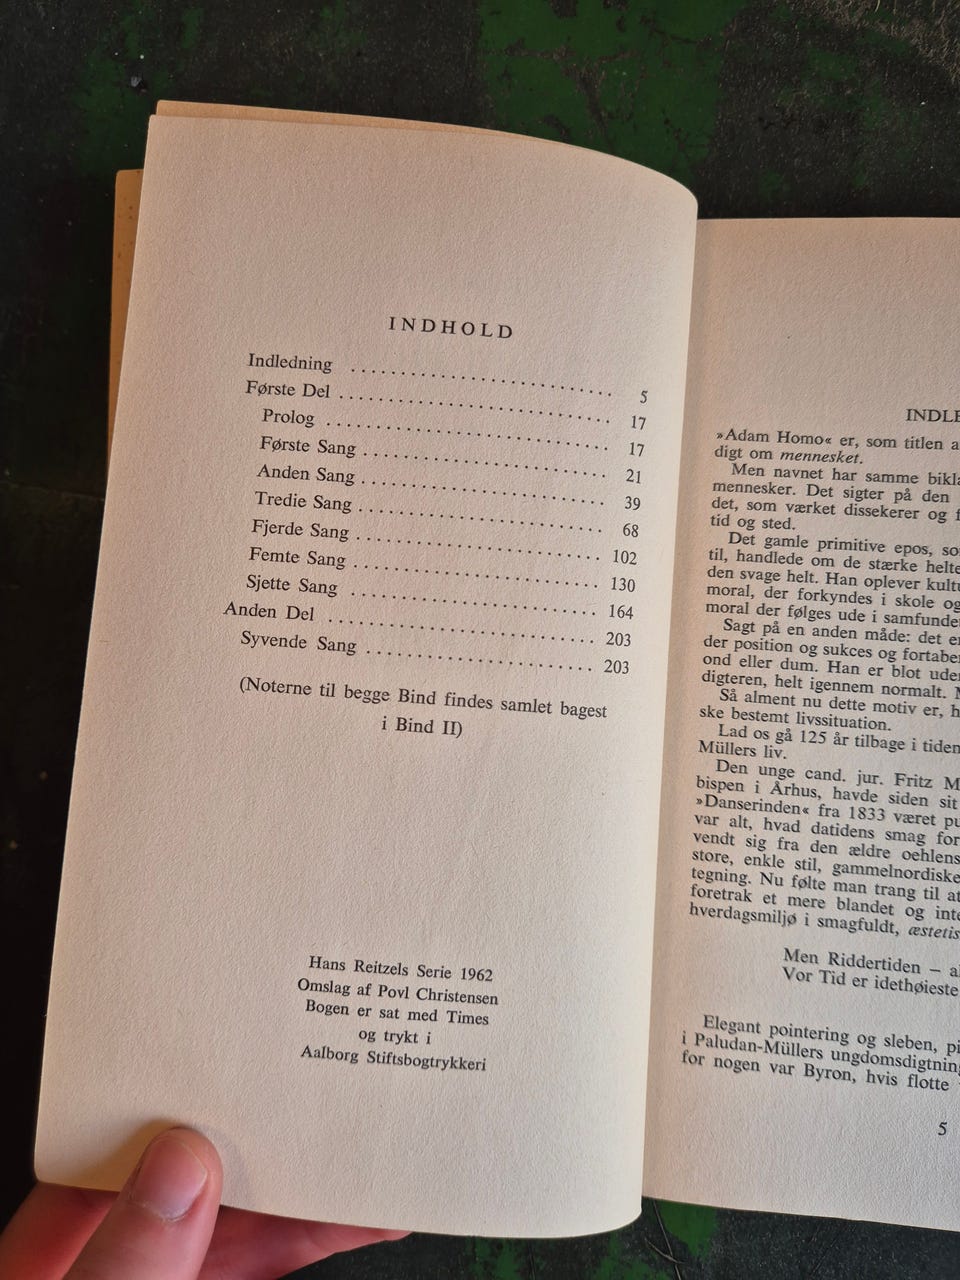 INDHOLD
Indledning ........................... 5
Første Del ........................... 17
Prolog ........................... 17
Første Sang ........................ 21
Anden Sang ........................ 39
Tredie Sang ........................ 68
Fjerde Sang ........................ 102
Femte Sang ........................ 130
Sjette Sang ........................ 164
Anden Del ........................... 203
Syvende Sang ...................... 203
(Noterne til begge Bind findes samlet bagest
i Bind II)
Hans Reitzels Serie 1962
Omslag af Povl Christensen
Bogen er sat med Times
og trykt i
Aalborg Stiftsbogtrykkeri
INDLE
»Adam Homo« er, som titlen a
digt om mennesket.
Men navnet har samme bikla
mennesker. Det sigter på den
det, som værket dissekerer og f
tid og sted.
Det gamle primitive epos, so
til, handlede om de stærke helte
den svage helt. Han oplever kultu
moral, der forkyndes i skole og
moral der følges ude i samfunde
Sagt på en anden måde: det er
der position og sukces og fortaber
ond eller dum. Han er blot uden
digteren, helt igennem normalt. M
Så alment nu dette motiv er, h
ske bestemt livssituation.
Lad os gå 125 år tilbage i tiden
Müllers liv.
Den unge cand. jur. Fritz M
bispen i Århus, havde siden sit
»Danserinden« fra 1833 været pu
var alt, hvad datidens smag for
vendt sig fra den ældre oehlens
store, enkle stil, gammelnordiske
tegning. Nu følte man trang til at
foretrak et mere blandet og inte
hverdagsmiljø i smagfuldt, æstetis
Men Riddertiden – a
Vor Tid er idethøieste
Elegant pointering og sleben, pi
i Paludan-Müllers ungdomsdigtning
for nogen var Byron, hvis flotte
5